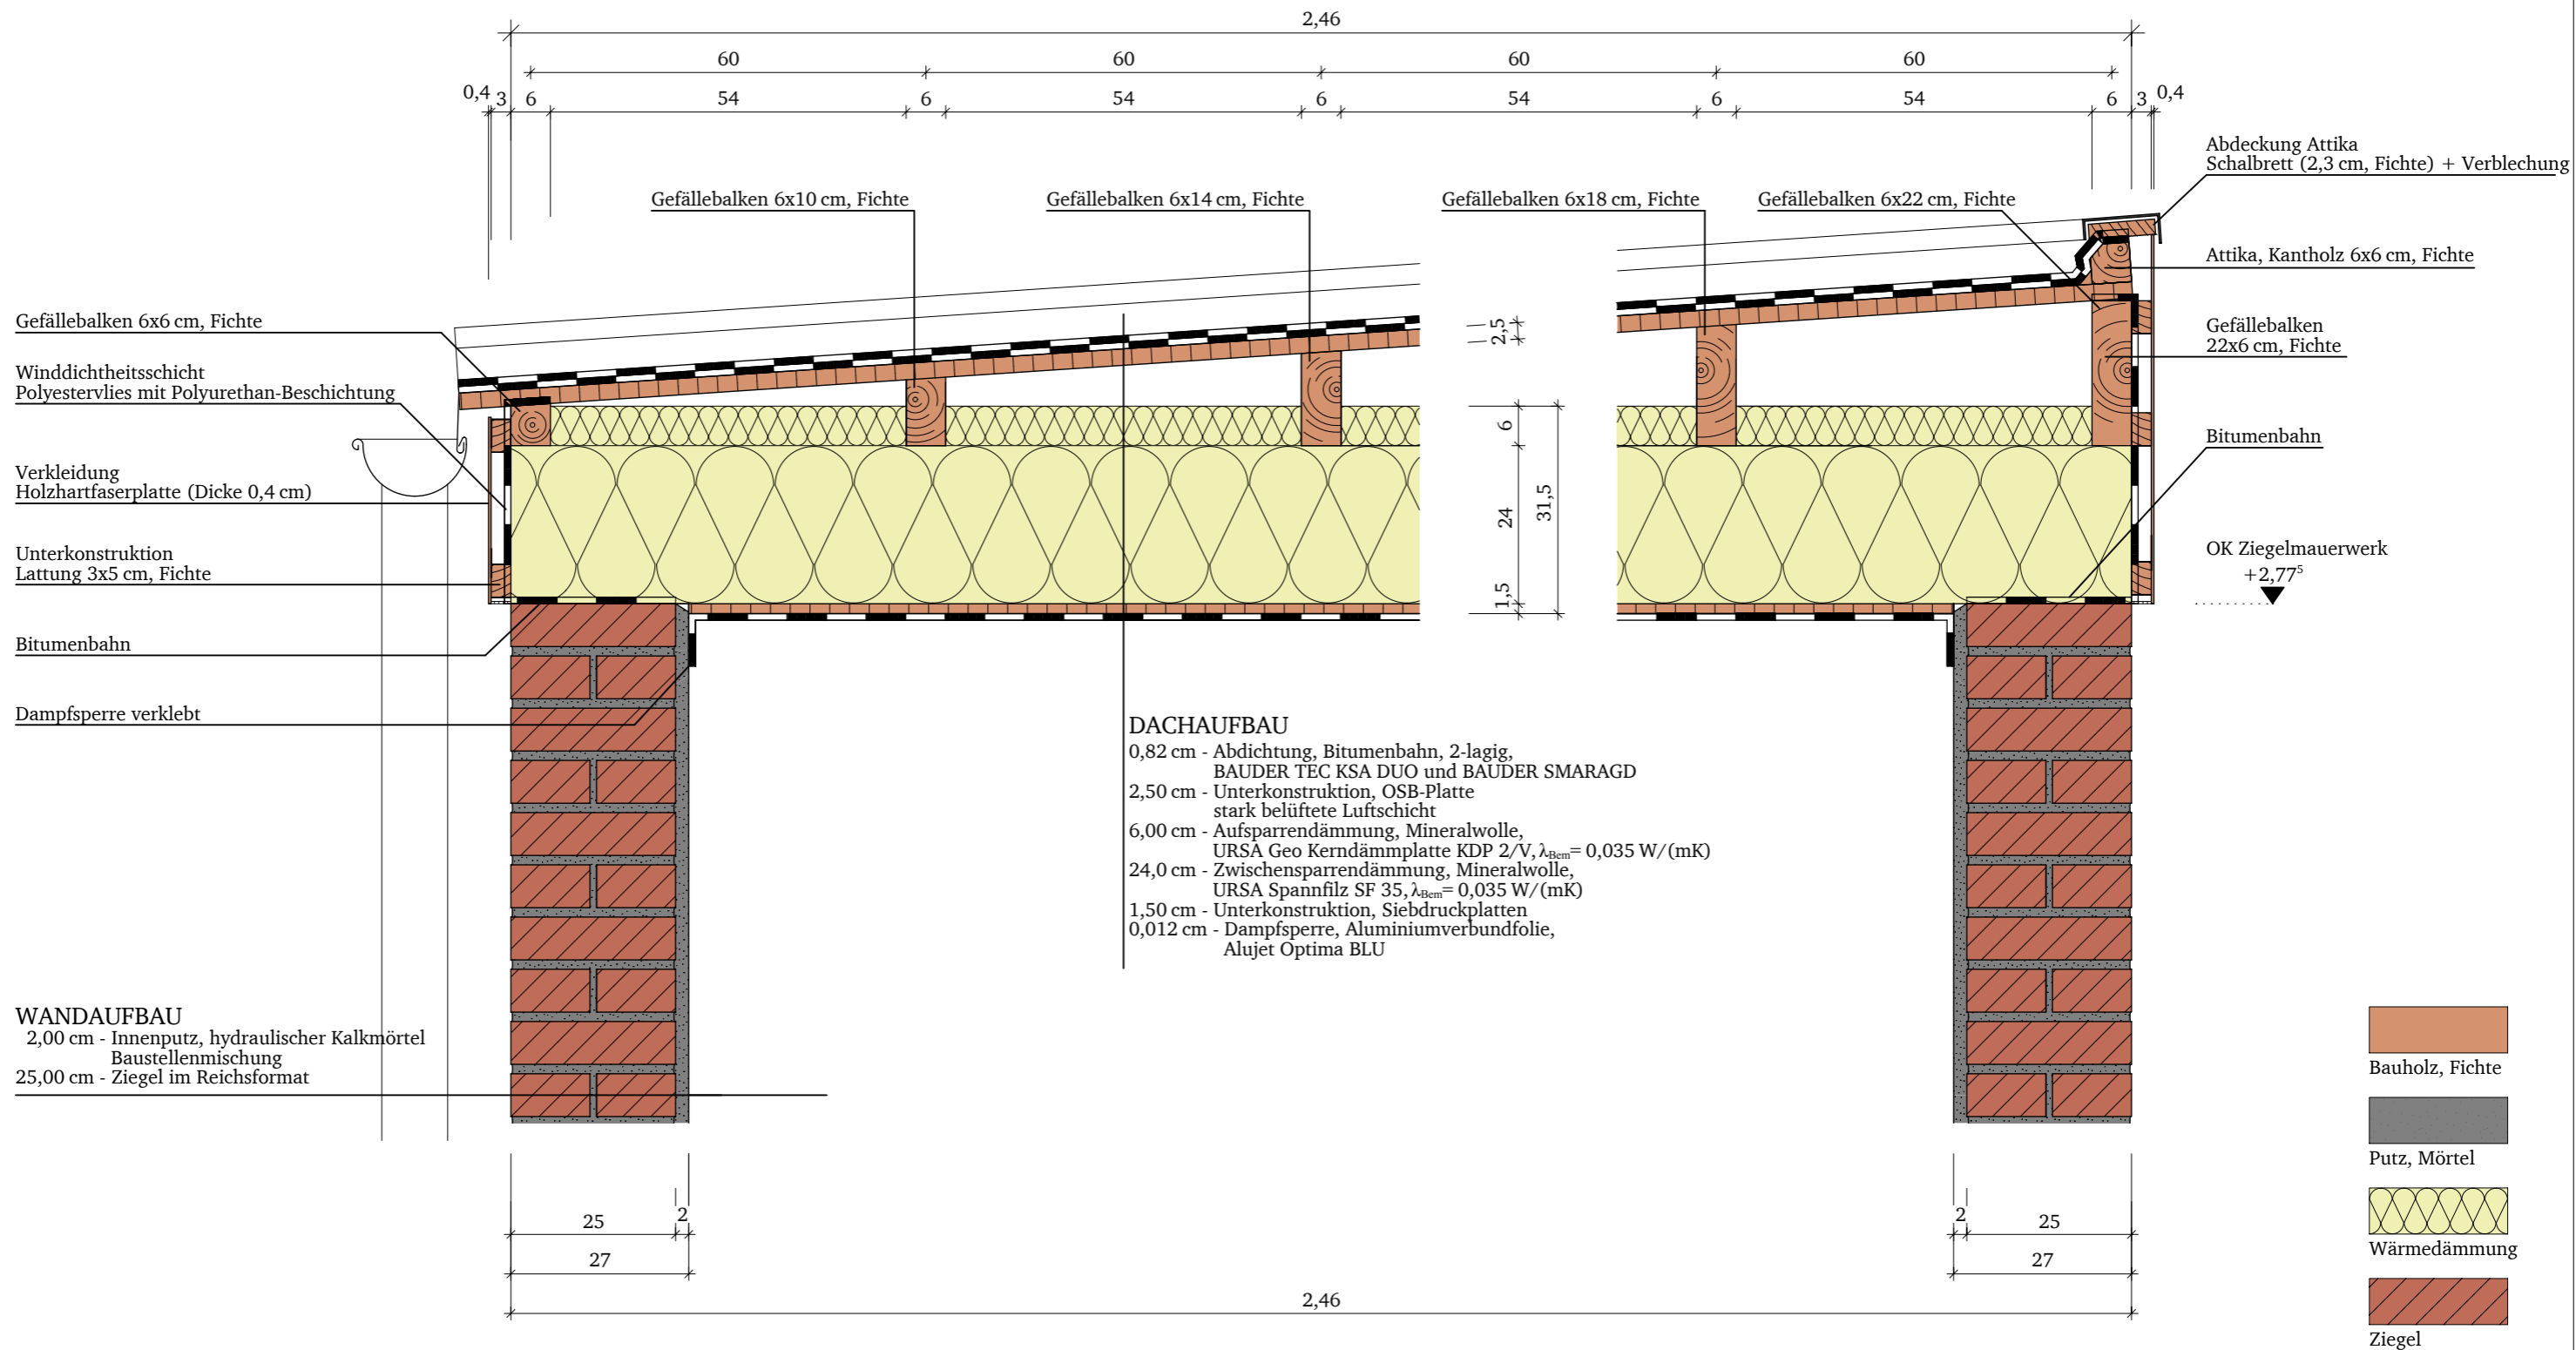 2,46
60
60
60
60
0,4
3
6
54
6
54
6
54
6
54
6
3
0,4
Abdeckung Attika
Schalbrett (2,3 cm, Fichte) + Verblechung
Gefällebalken 6x10 cm, Fichte
Gefällebalken 6x14 cm, Fichte
Gefällebalken 6x18 cm, Fichte
Gefällebalken 6x22 cm, Fichte
Attika, Kantholz 6x6 cm, Fichte
Gefällebalken 6x6 cm, Fichte
Gefällebalken
22x6 cm, Fichte
2,5
Winddichtheitsschicht
Polyestervlies mit Polyurethan-Beschichtung
6
Bitumenbahn
Verkleidung
Holzhartfaserplatte (Dicke 0,4 cm)
24
31,5
Unterkonstruktion
Lattung 3x5 cm, Fichte
OK Ziegelmauerwerk
+2,77⁵
1,5
Bitumenbahn
Dampfsperre verklebt
DACHAUFBAU
0,82 cm - Abdichtung, Bitumenbahn, 2-lagig,
BAUDER TEC KSA DUO und BAUDER SMARAGD
2,50 cm - Unterkonstruktion, OSB-Platte
stark belüftete Luftschicht
6,00 cm - Aufsparrendämmung, Mineralwolle,
URSA Geo Kerndämmplatte KDP 2/V, λBem= 0,035 W/(mK)
24,0 cm - Zwischensparrendämmung, Mineralwolle,
URSA Spannfilz SF 35, λBem= 0,035 W/(mK)
1,50 cm - Unterkonstruktion, Siebdruckplatten
0,012 cm - Dampfsperre, Aluminiumverbundfolie,
Alujet Optima BLU
WANDAUFBAU
2,00 cm - Innenputz, hydraulischer Kalkmörtel
Baustellenmischung
25,00 cm - Ziegel im Reichsformat
Bauholz, Fichte
Putz, Mörtel
Wärmedämmung
Ziegel
25
2
27
2
25
27
2,46